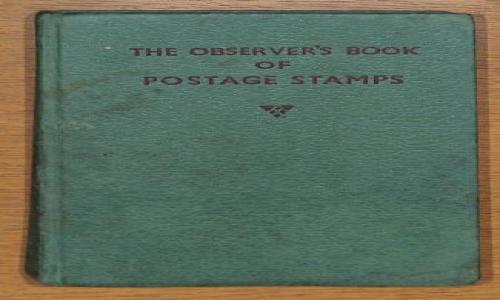 THE OBSERVER'S BOOK
OF
POSTAGE STAMPS